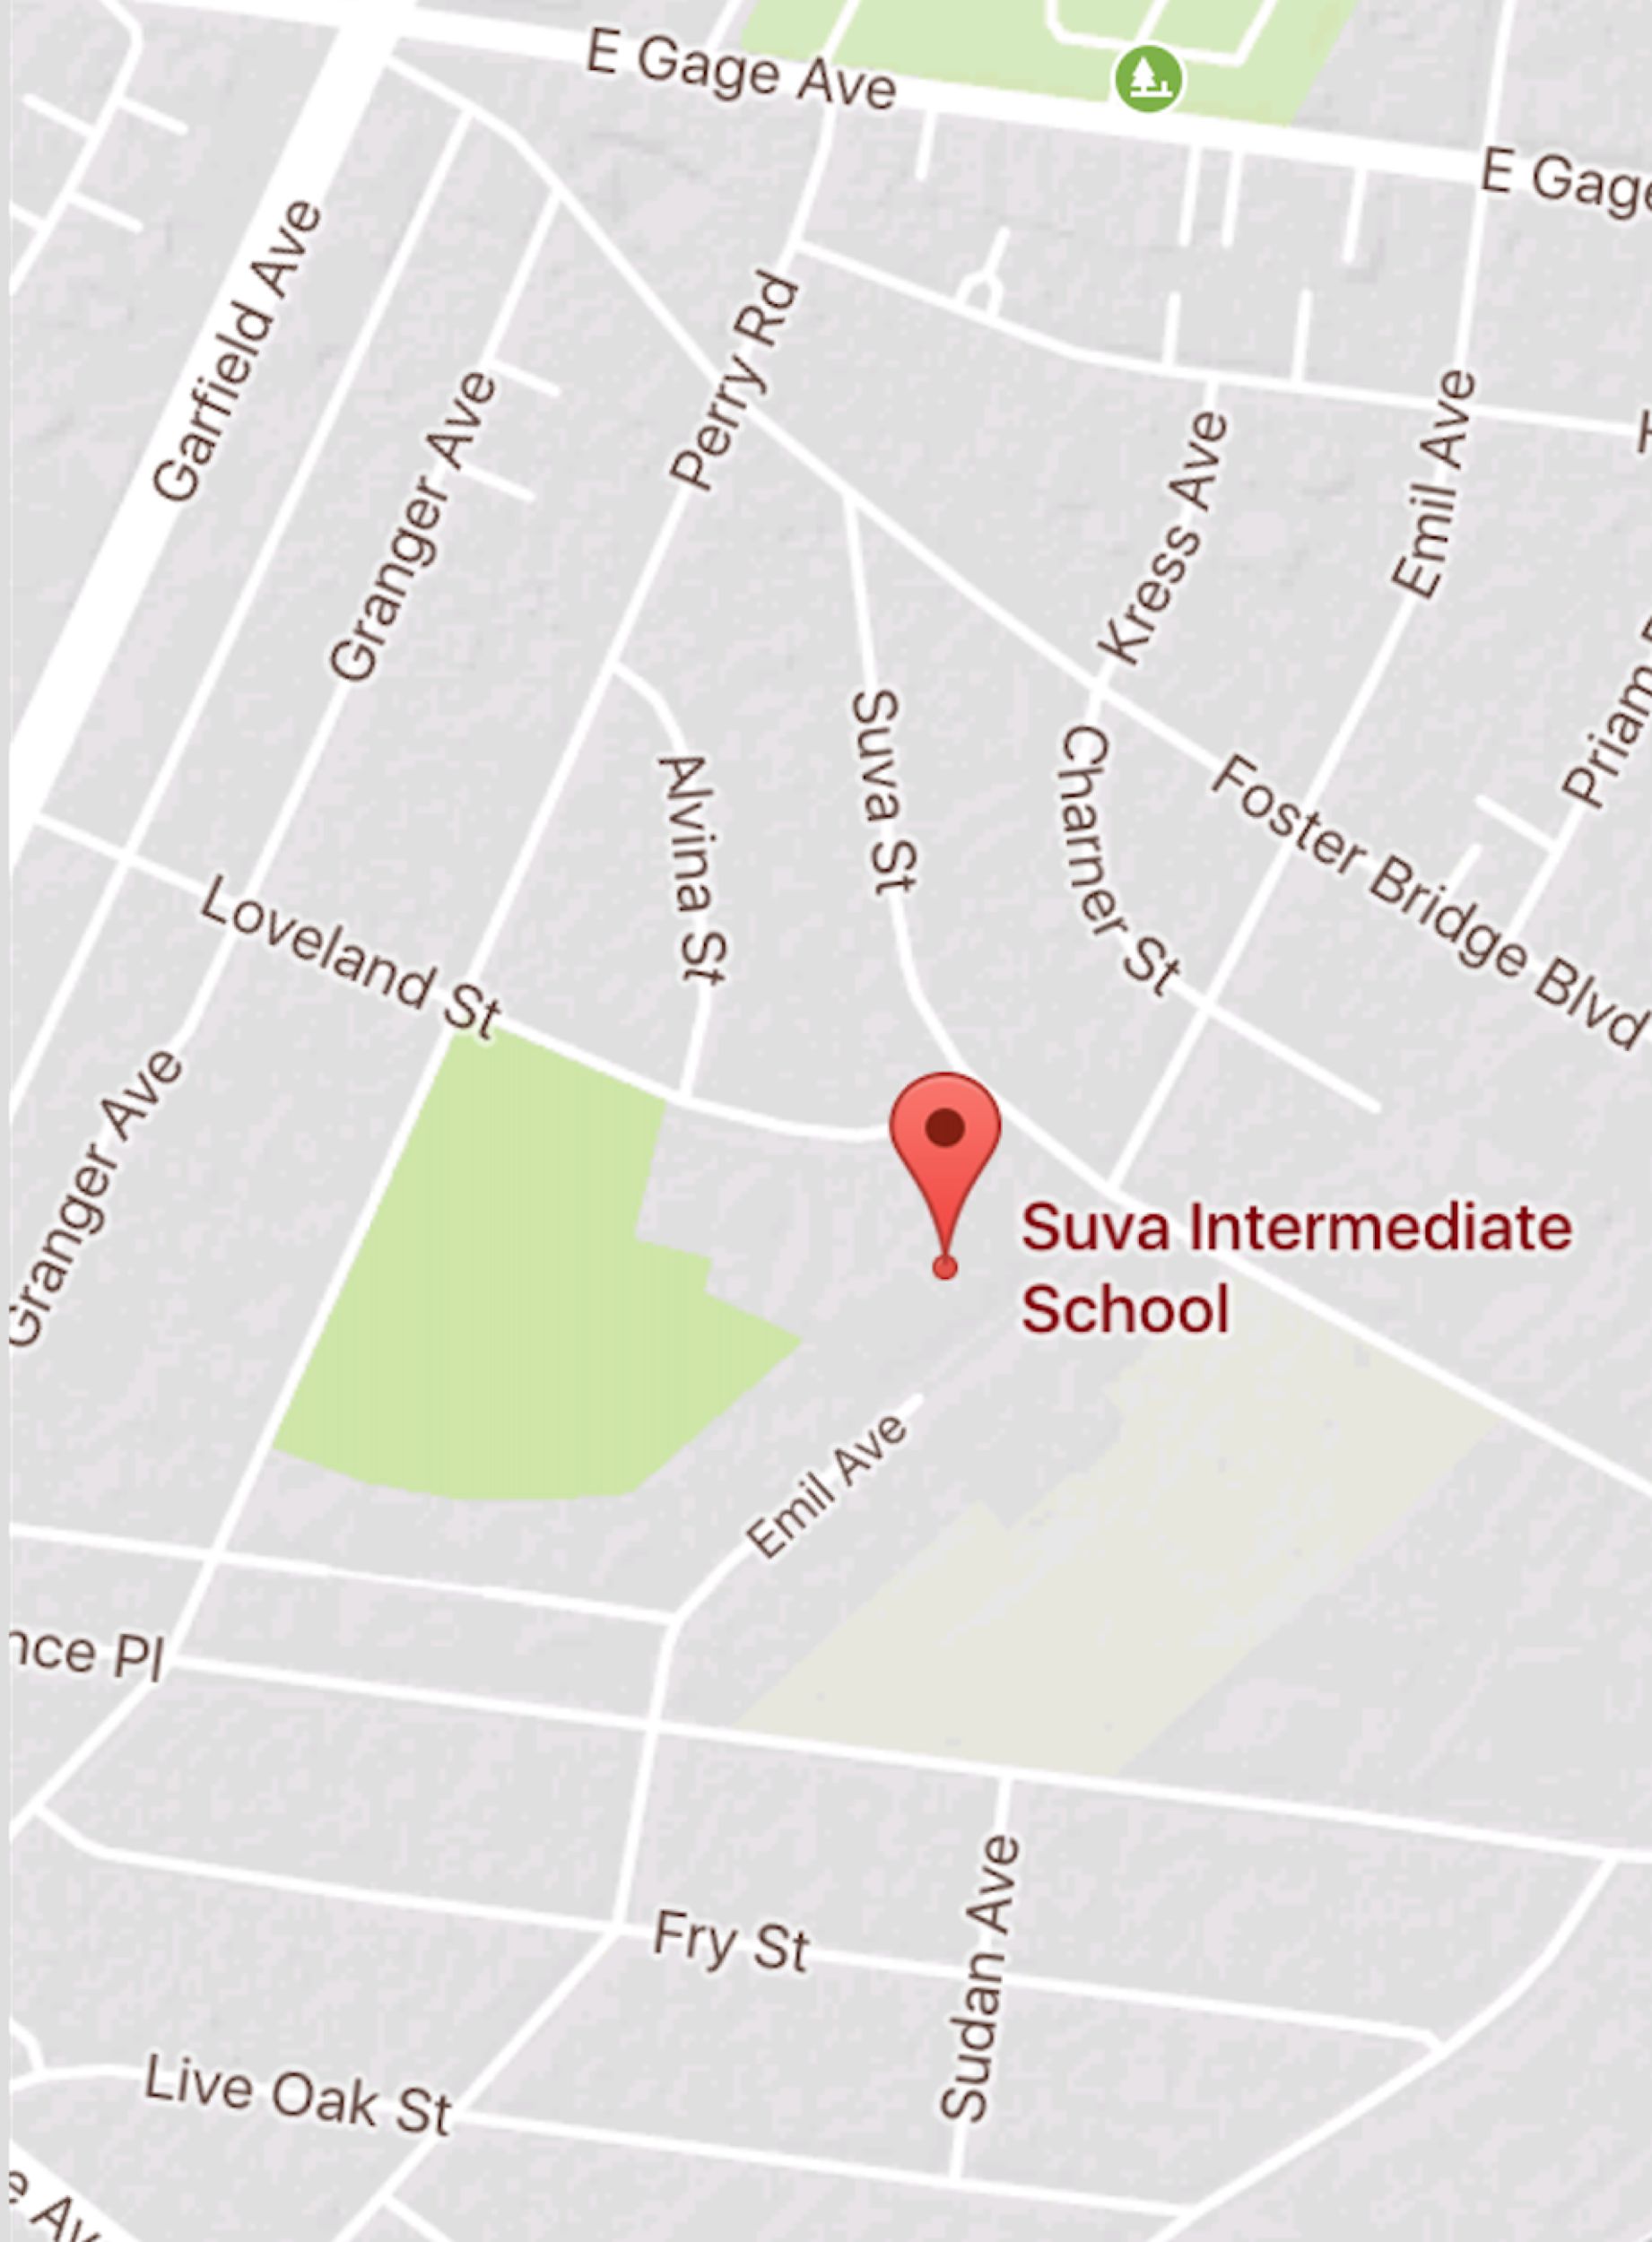 E Gage Ave
E Gage
Garfield Ave
Perry Rd
Granger Ave
Kress Ave
Emil Ave
Priam
Suva St
Charner St
Alvina St
Foster Bridge Blvd
Loveland St
Granger Ave
Suva Intermediate
School
Emil Ave
nce Pl
Sudan Ave
Fry St
Live Oak St
e Av